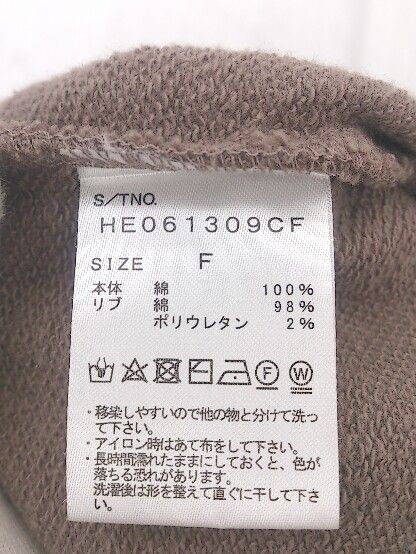 S/TNO.
HE061309CF
SIZE F
本体 綿 100%
リブ 綿 98%
ポリウレタン 2%
F W
・移染しやすいので他の物と分けて洗っ
て下さい。
・アイロン時はあて布をして下さい。
・長時間濡れたままにしておくと、色が
落ちる恐れがあります。
洗濯後は形を整えて直ぐに干して下さ
い。